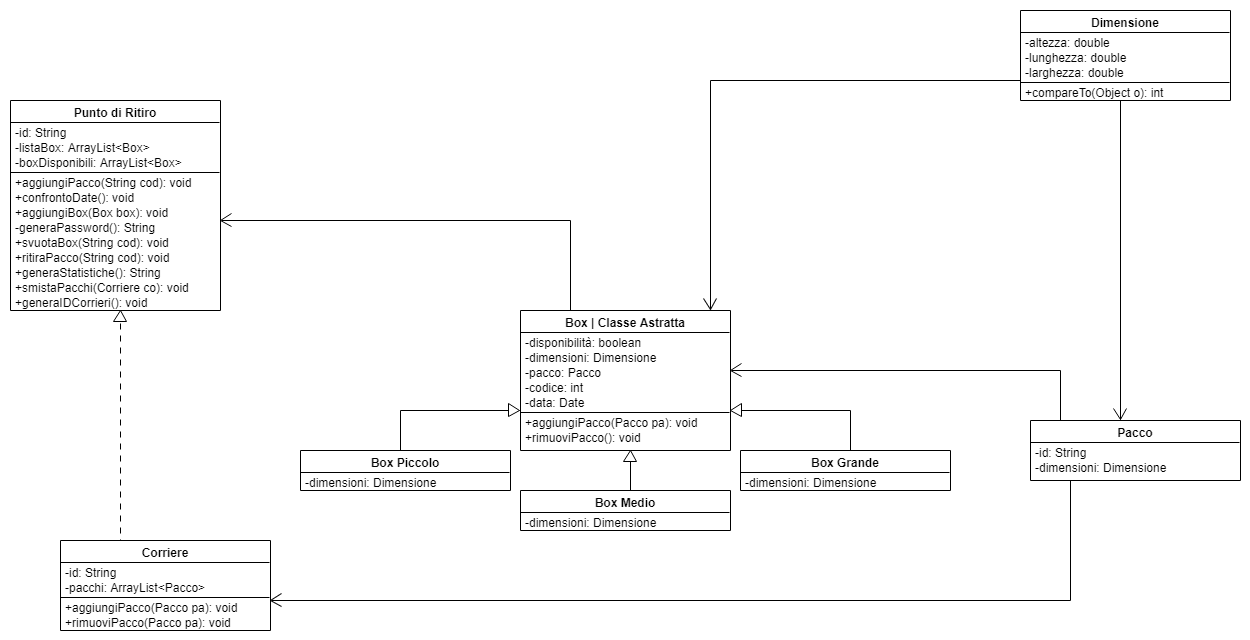 Dimensione
-altezza: double
-lunghezza: double
-larghezza: double
+compareTo(Object o): int
Punto di Ritiro
-id: String
-listaBox: ArrayList<Box>
-boxDisponibili: ArrayList<Box>
+aggiungiPacco(String cod): void
+confrontoDate(): void
+aggiungiBox(Box box): void
-generaPassword(): String
+svuotaBox(String cod): void
+ritiraPacco(String cod): void
+generaStatistiche(): String
+smistaPacchi(Corriere co): void
+generaIDCorrieri(): void
Box | Classe Astratta
-disponibilità: boolean
-dimensioni: Dimensione
-pacco: Pacco
-codice: int
-data: Date
+aggiungiPacco(Pacco pa): void
+rimuoviPacco(): void
Pacco
-id: String
-dimensioni: Dimensione
Box Piccolo
-dimensioni: Dimensione
Box Medio
-dimensioni: Dimensione
Box Grande
-dimensioni: Dimensione
Corriere
-id: String
-pacchi: ArrayList<Pacco>
+aggiungiPacco(Pacco pa): void
+rimuoviPacco(Pacco pa): void